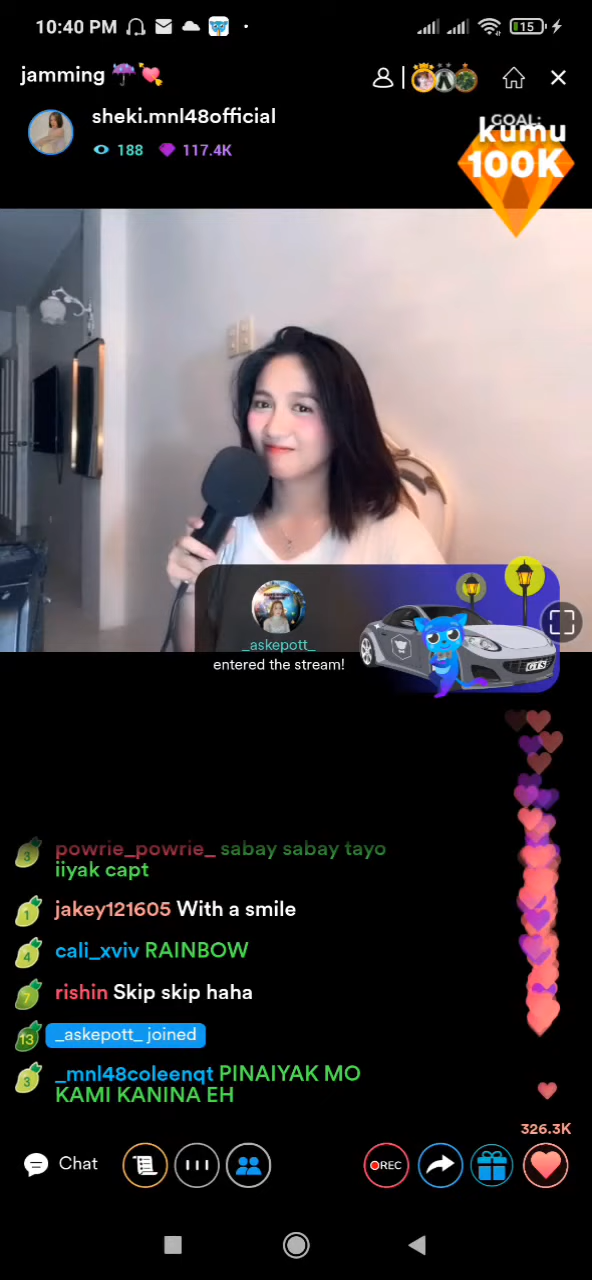 10:40 PM
15
jamming
sheki.mnl48official
188 117.4K
GOAL:
kumu
100K
_askepott_
entered the stream!
GTS
3 powrie_powrie_ sabay sabay tayo
iiyak capt
1 jakey121605 With a smile
4 cali_xviv RAINBOW
7 rishin Skip skip haha
13 _askepott_ joined
3 _mnl48coleenqt PINAIYAK MO
KAMI KANINA EH
326.3K
Chat
REC